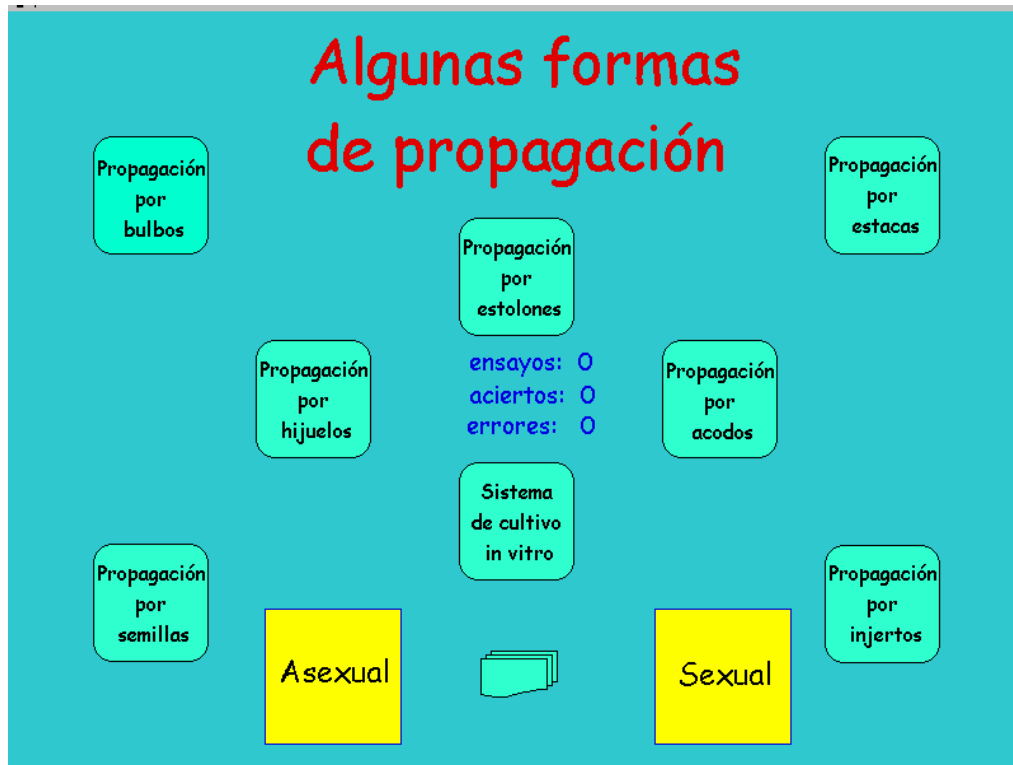 Algunas formas
de propagación
Propagación
por
bulbos
Propagación
por
estacas
Propagación
por
estolones
ensayos: 0
aciertos: 0
errores: 0
Propagación
por
hijuelos
Propagación
por
acodos
Sistema
de cultivo
in vitro
Propagación
por
semillas
Propagación
por
injertos
Asexual
Sexual